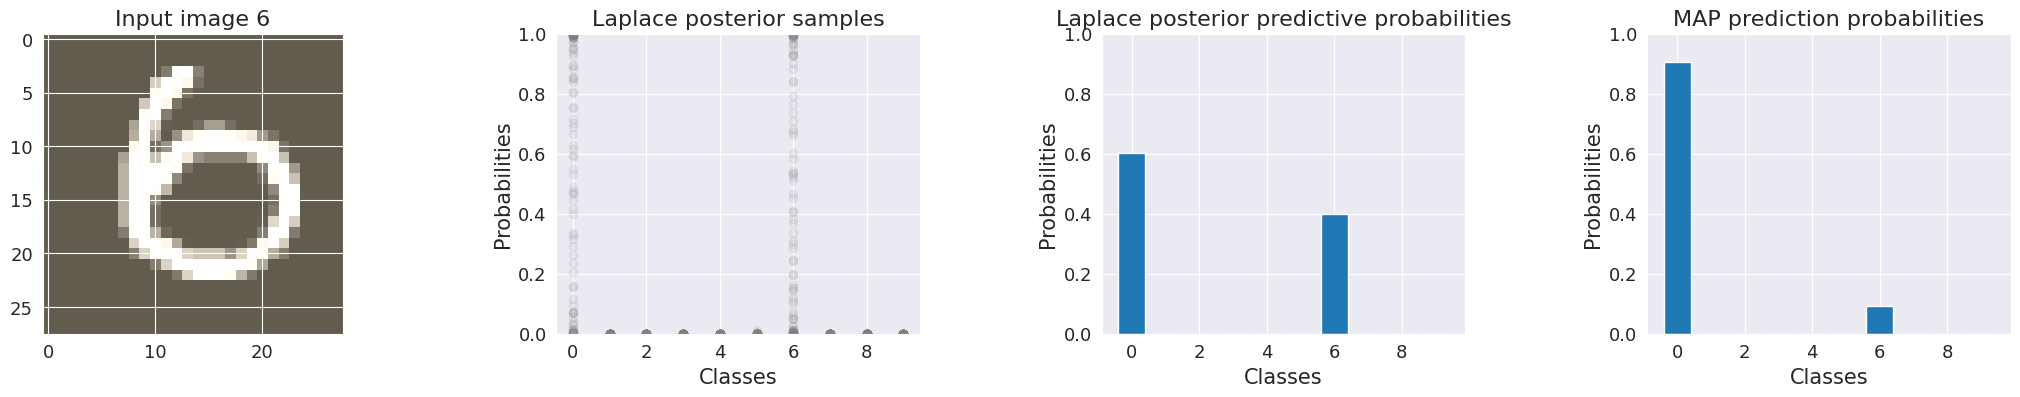 Input image 6
0
5
10
15
20
25
0 10 20
6
Laplace posterior samples
Probabilities
1.0
0.8
0.6
0.4
0.2
0.0
0 2 4 6 8
Classes
Laplace posterior predictive probabilities
Probabilities
1.0
0.8
0.6
0.4
0.2
0.0
0 2 4 6 8
Classes
MAP prediction probabilities
Probabilities
1.0
0.8
0.6
0.4
0.2
0.0
0 2 4 6 8
Classes